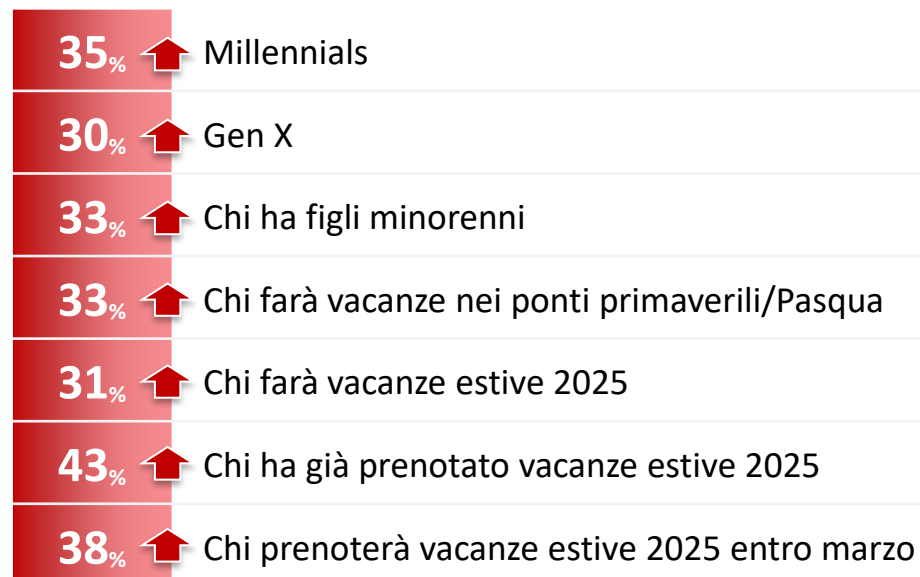 35% Millennials
30% Gen X
33% Chi ha figli minorenni
33% Chi farà vacanze nei ponti primaverili/Pasqua
31% Chi farà vacanze estive 2025
43% Chi ha già prenotato vacanze estive 2025
38% Chi prenoterà vacanze estive 2025 entro marzo